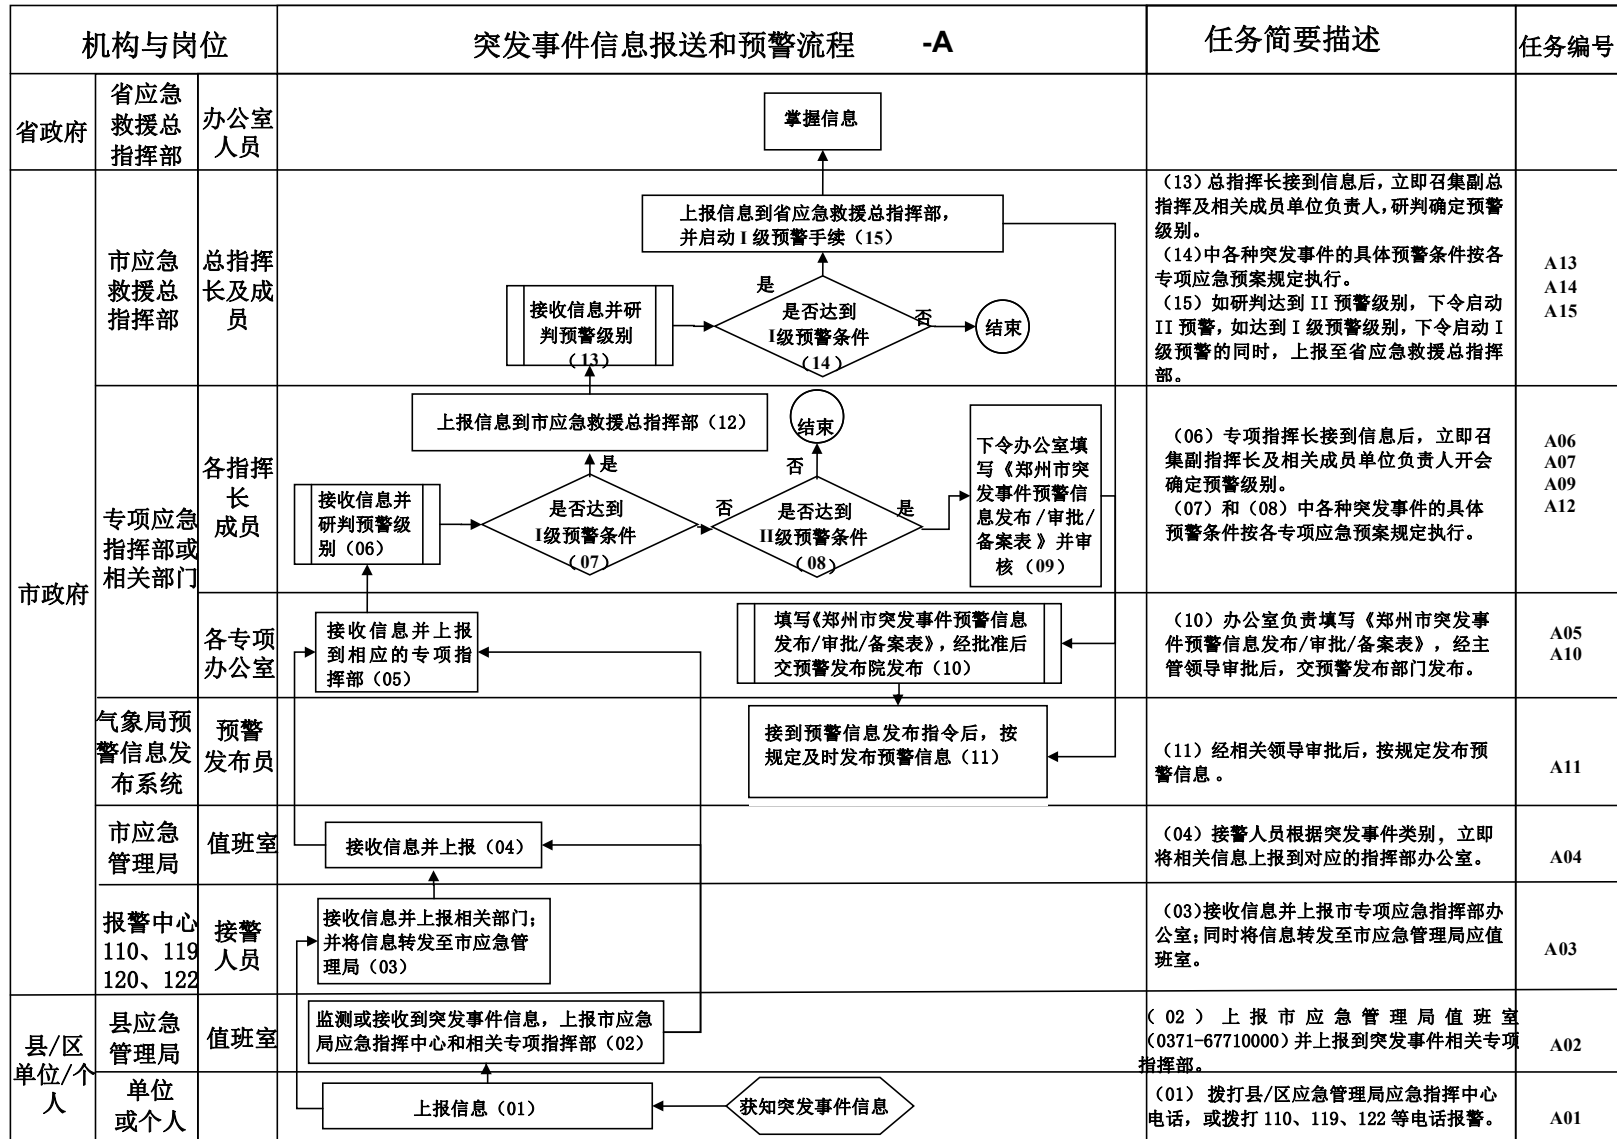 机构与岗位
突发事件信息报送和预警流程 -A
任务简要描述
任务编号
省政府
省应急
救援总
指挥部
办公室
人员
掌握信息
市政府
市应急
救援总
指挥部
总指挥
长及成
员
上报信息到省应急救援总指挥部，
并启动 I 级预警手续（15）
是
接收信息并研
判预警级别
（13）
是否达到
I级预警条件
（14）
否
结束
（13）总指挥长接到信息后，立即召集副总
指挥及相关成员单位负责人，研判确定预警
级别。
（14）中各种突发事件的具体预警条件按各
专项应急预案规定执行。
（15）如研判达到 II 预警级别，下令启动
II 预警，如达到 I 级预警级别，下令启动 I
级预警的同时，上报至省应急救援总指挥
部。
A13
A14
A15
专项应急
指挥部或
相关部门
各指挥
长
成员
上报信息到市应急救援总指挥部（12）
结束
是
否
接收信息并
研判预警级
别（06）
是否达到
I级预警条件
（07）
否
是否达到
II级预警条件
（08）
是
下令办公室填
写《郑州市突
发事件预警信
息发布/审批/
备案表》并审
核（09）
（06）专项指挥长接到信息后，立即召
集副指挥长及相关成员单位负责人开会
确定预警级别。
（07）和（08）中各种突发事件的具体
预警条件按各专项应急预案规定执行。
A06
A07
A09
A12
各专项
办公室
接收信息并上报
到相应的专项指
挥部（05）
填写《郑州市突发事件预警信息
发布/审批/备案表》，经批准后
交预警发布院发布（10）
（10）办公室负责填写《郑州市突发事
件预警信息发布/审批/备案表》，经主
管领导审批后，交预警发布部门发布。
A05
A10
气象局预
警信息发
布系统
预警
发布员
接到预警信息发布指令后，按
规定及时发布预警信息（11）
（11）经相关领导审批后，按规定发布预
警信息。
A11
市应急
管理局
值班室
接收信息并上报（04）
（04）接警人员根据突发事件类别，立即
将相关信息上报到对应的指挥部办公室。
A04
报警中心
110、119
120、122
接警
人员
接收信息并上报相关部门；
并将信息转发至市应急管
理局（03）
（03）接收信息并上报市专项应急指挥部办
公室；同时将信息转发至市应急管理局应值
班室。
A03
县/区
单位/个
人
县应急
管理局
值班室
监测或接收到突发事件信息，上报市应急
局应急指挥中心和相关专项指挥部（02）
（02）上报市应急管理局值班室
（0371-67710000）并上报到突发事件相关专项
指挥部。
A02
单位
或个人
上报信息（01）
获知突发事件信息
（01）拨打县/区应急管理局应急指挥中心
电话，或拨打 110、119、122 等电话报警。
A01